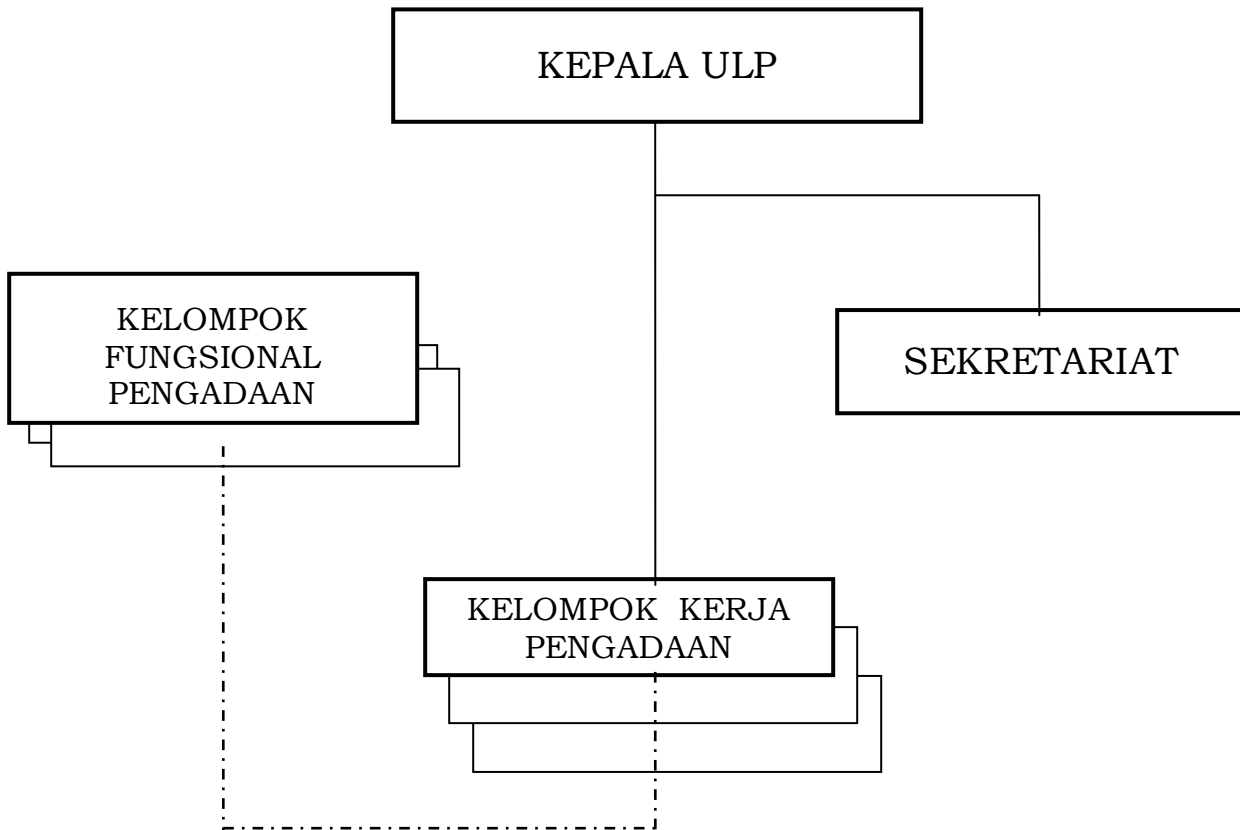 KEPALA ULP
KELOMPOK
FUNGSIONAL
PENGADAAN
SEKRETARIAT
KELOMPOK KERJA
PENGADAAN